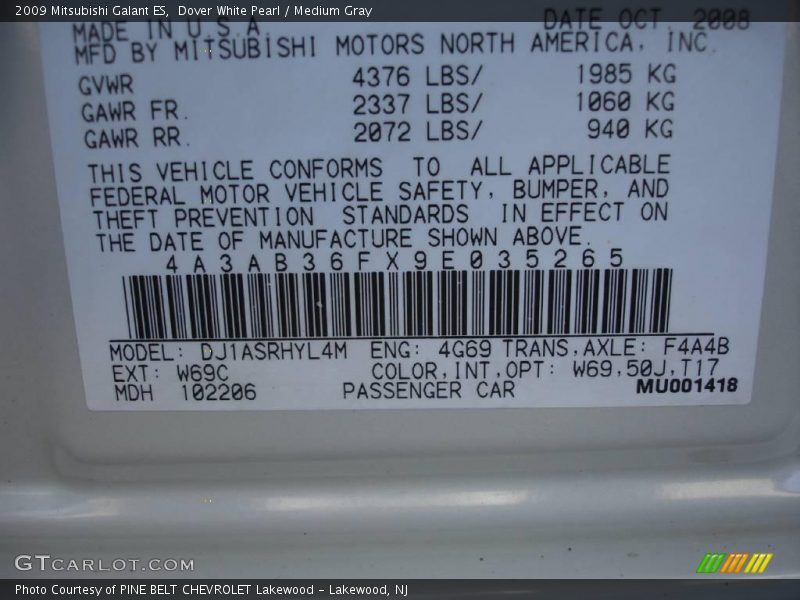 2009 Mitsubishi Galant ES, Dover White Pearl / Medium Gray
MADE IN U.S.A. DATE OCT. 2008
MFD BY MITSUBISHI MOTORS NORTH AMERICA, INC.
GVWR 4376 LBS/ 1985 KG
GAWR FR. 2337 LBS/ 1060 KG
GAWR RR. 2072 LBS/ 940 KG
THIS VEHICLE CONFORMS TO ALL APPLICABLE
FEDERAL MOTOR VEHICLE SAFETY, BUMPER, AND
THEFT PREVENTION STANDARDS IN EFFECT ON
THE DATE OF MANUFACTURE SHOWN ABOVE.
4A3AB36FX9E035265
MODEL: DJ1ASRHYL4M ENG: 4G69 TRANS,AXLE: F4A4B
EXT: W69C COLOR,INT,OPT: W69,50J,T17
MDH 102206 PASSENGER CAR MU001418
GTCARLOT.COM
Photo Courtesy of PINE BELT CHEVROLET Lakewood - Lakewood, NJ